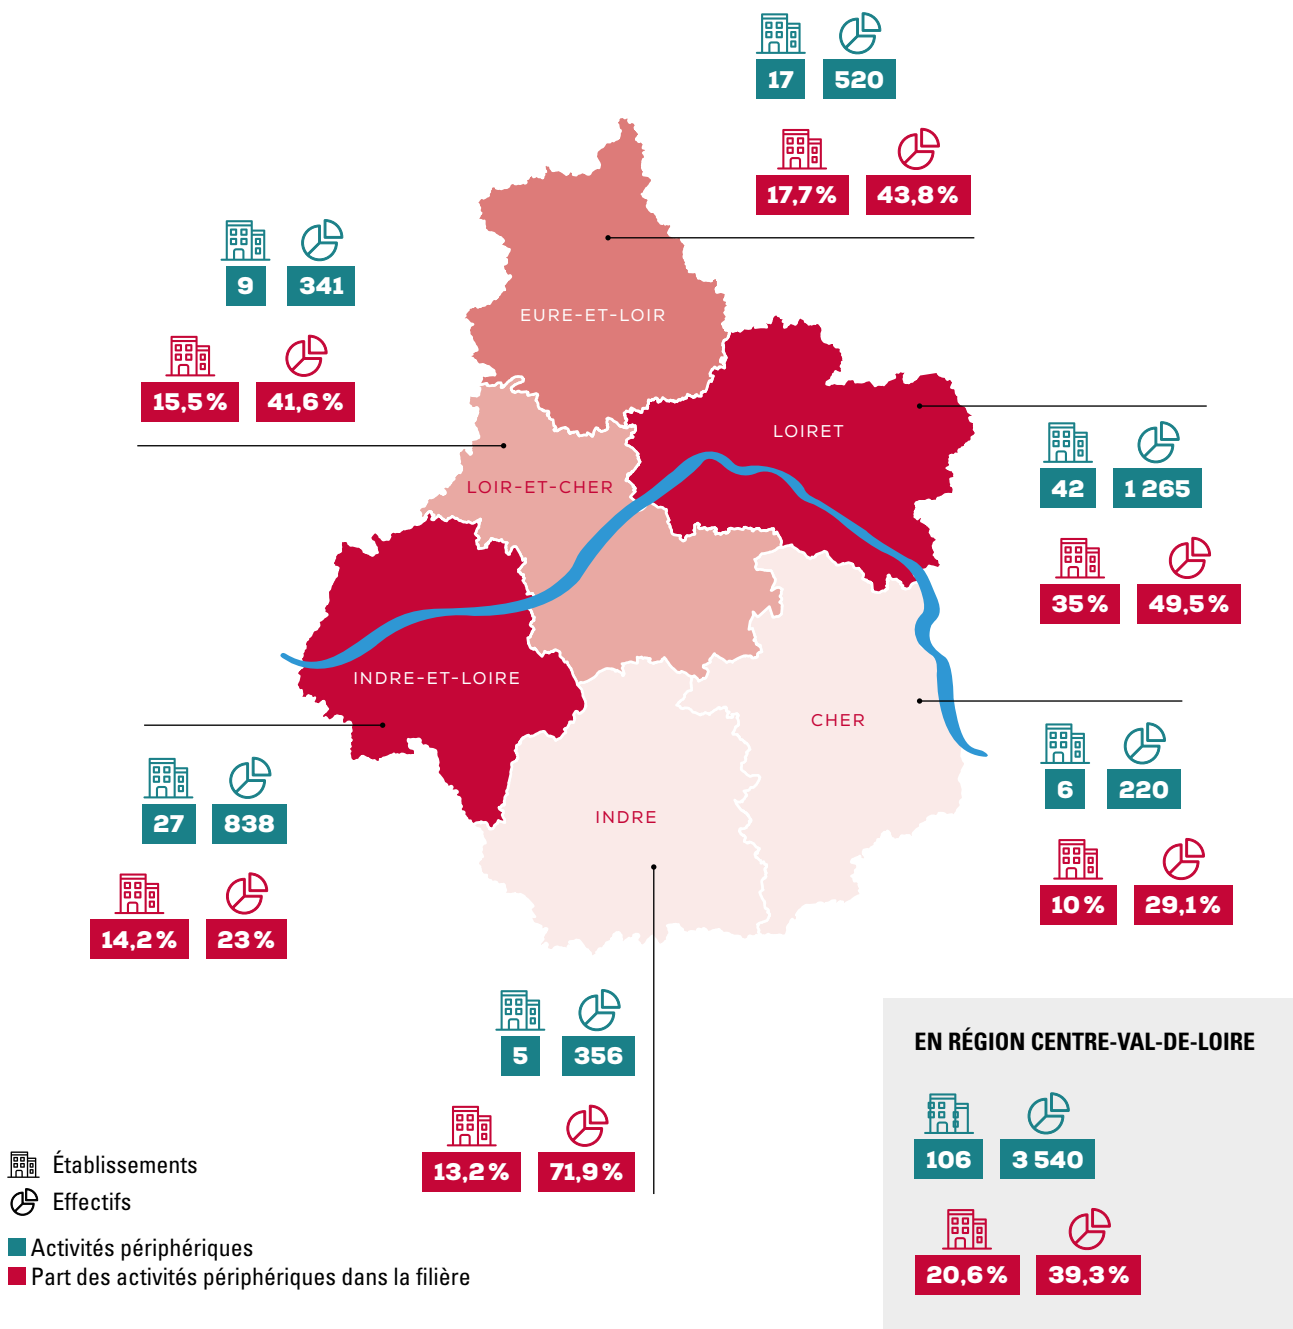 17 520
17,7 % 43,8 %
EURE-ET-LOIR
9 341
15,5 % 41,6 %
LOIR-ET-CHER
LOIRET
42 1 265
35 % 49,5 %
INDRE-ET-LOIRE
27 838
14,2 % 23 %
CHER
6 220
10 % 29,1 %
INDRE
5 356
13,2 % 71,9 %
EN RÉGION CENTRE-VAL-DE-LOIRE
106 3 540
20,6 % 39,3 %
Établissements
Effectifs
Activités périphériques
Part des activités périphériques dans la filière